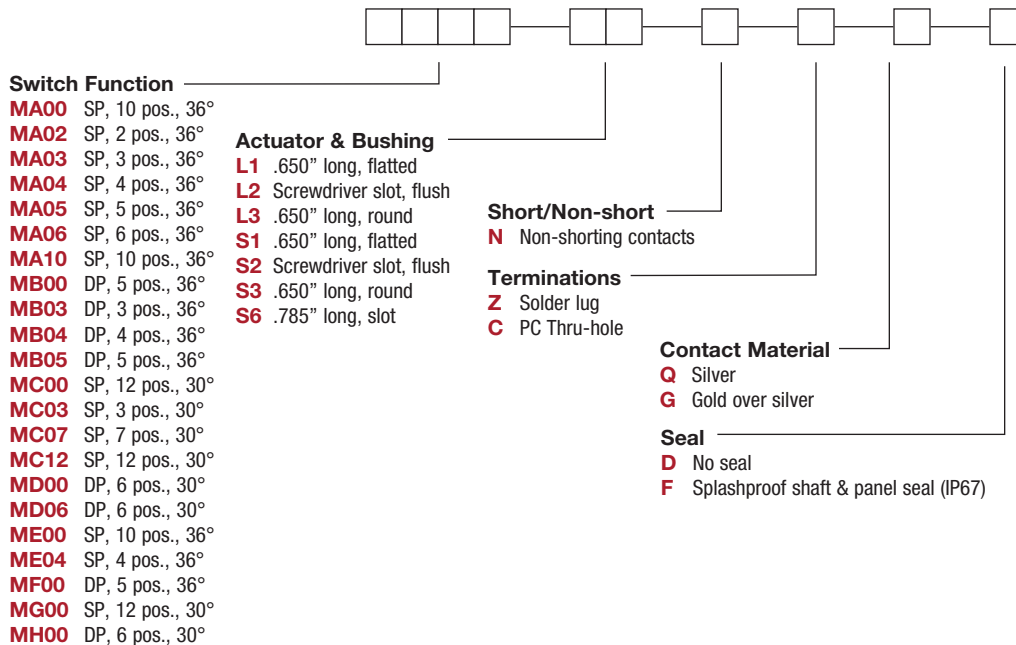 Switch Function
MA00 SP, 10 pos., 36°
MA02 SP, 2 pos., 36°
MA03 SP, 3 pos., 36°
MA04 SP, 4 pos., 36°
MA05 SP, 5 pos., 36°
MA06 SP, 6 pos., 36°
MA10 SP, 10 pos., 36°
MB00 DP, 5 pos., 36°
MB03 DP, 3 pos., 36°
MB04 DP, 4 pos., 36°
MB05 DP, 5 pos., 36°
MC00 SP, 12 pos., 30°
MC03 SP, 3 pos., 30°
MC07 SP, 7 pos., 30°
MC12 SP, 12 pos., 30°
MD00 DP, 6 pos., 30°
MD06 DP, 6 pos., 30°
ME00 SP, 10 pos., 36°
ME04 SP, 4 pos., 36°
MF00 DP, 5 pos., 36°
MG00 SP, 12 pos., 30°
MH00 DP, 6 pos., 30°
Actuator & Bushing
L1 .650” long, flatted
L2 Screwdriver slot, flush
L3 .650” long, round
S1 .650” long, flatted
S2 Screwdriver slot, flush
S3 .650” long, round
S6 .785” long, slot
Short/Non-short
N Non-shorting contacts
Terminations
Z Solder lug
C PC Thru-hole
Contact Material
Q Silver
G Gold over silver
Seal
D No seal
F Splashproof shaft & panel seal (IP67)